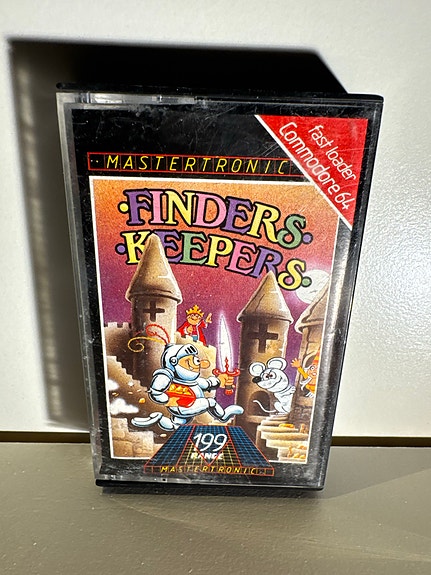 MASTERTRONIC
fast loader
Commodore 64
FINDERS
KEEPERS
199
RANGE
MASTERTRONIC